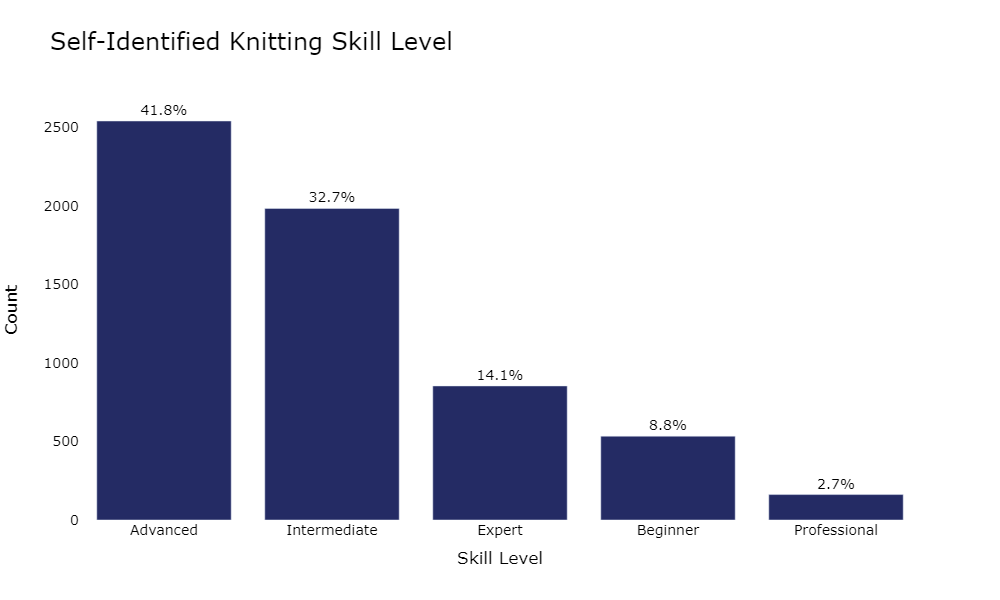 Self-Identified Knitting Skill Level
41.8%
32.7%
14.1%
8.8%
2.7%
2500
2000
1500
1000
500
0
Count
Advanced Intermediate Expert Beginner Professional
Skill Level